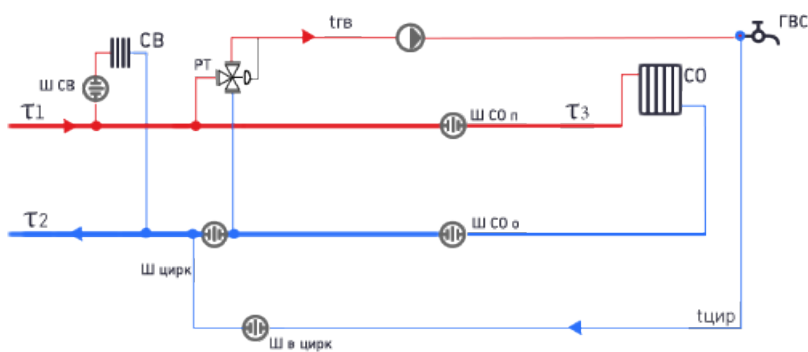 tгв
ГВС
СВ
РТ
Ш СВ
СО
τ1
Ш СО п
τ3
τ2
Ш СО о
Ш цирк
tцир
Ш в цирк